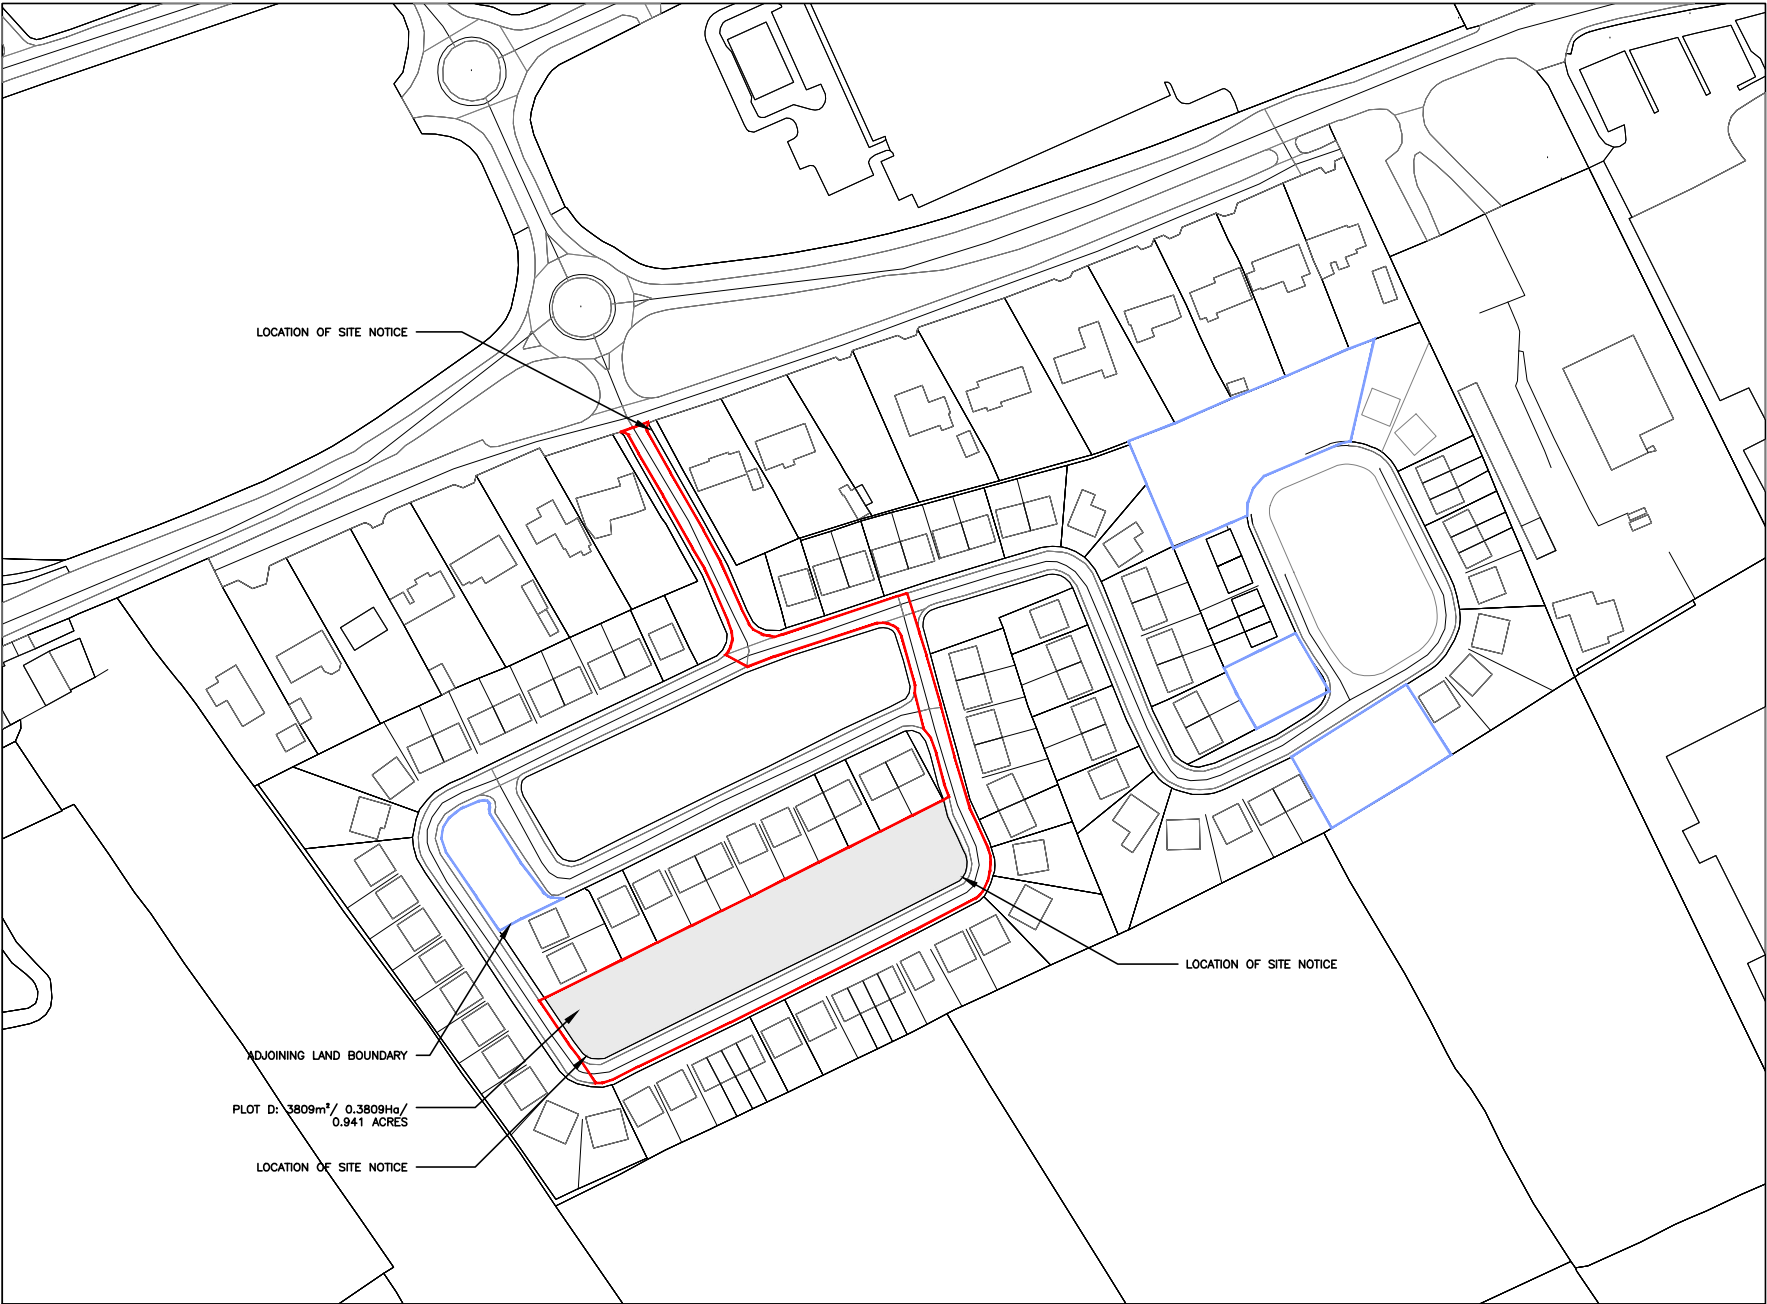 LOCATION OF SITE NOTICE
LOCATION OF SITE NOTICE
ADJOINING LAND BOUNDARY
PLOT D: 3809m²/ 0.3809Ha/
0.941 ACRES
LOCATION OF SITE NOTICE